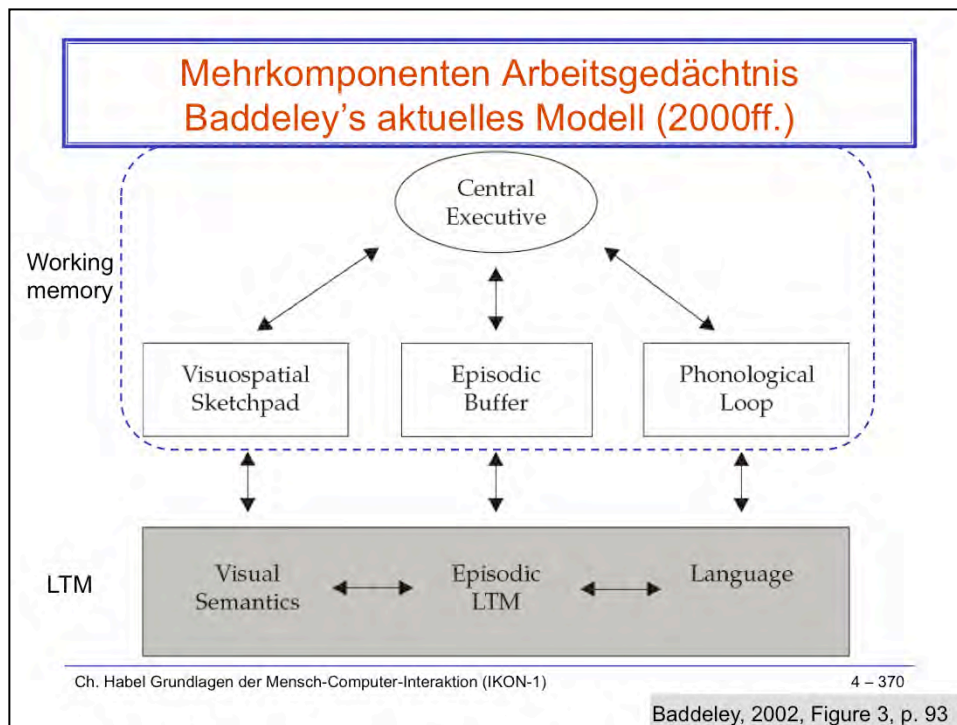 Mehrkomponenten Arbeitsgedächtnis
Baddeley's aktuelles Modell (2000ff.)
Central
Executive
Working
memory
Visuospatial
Sketchpad
Episodic
Buffer
Phonological
Loop
LTM
Visual
Semantics
Episodic
LTM
Language
Ch. Habel Grundlagen der Mensch-Computer-Interaktion (IKON-1)
4 – 370
Baddeley, 2002, Figure 3, p. 93